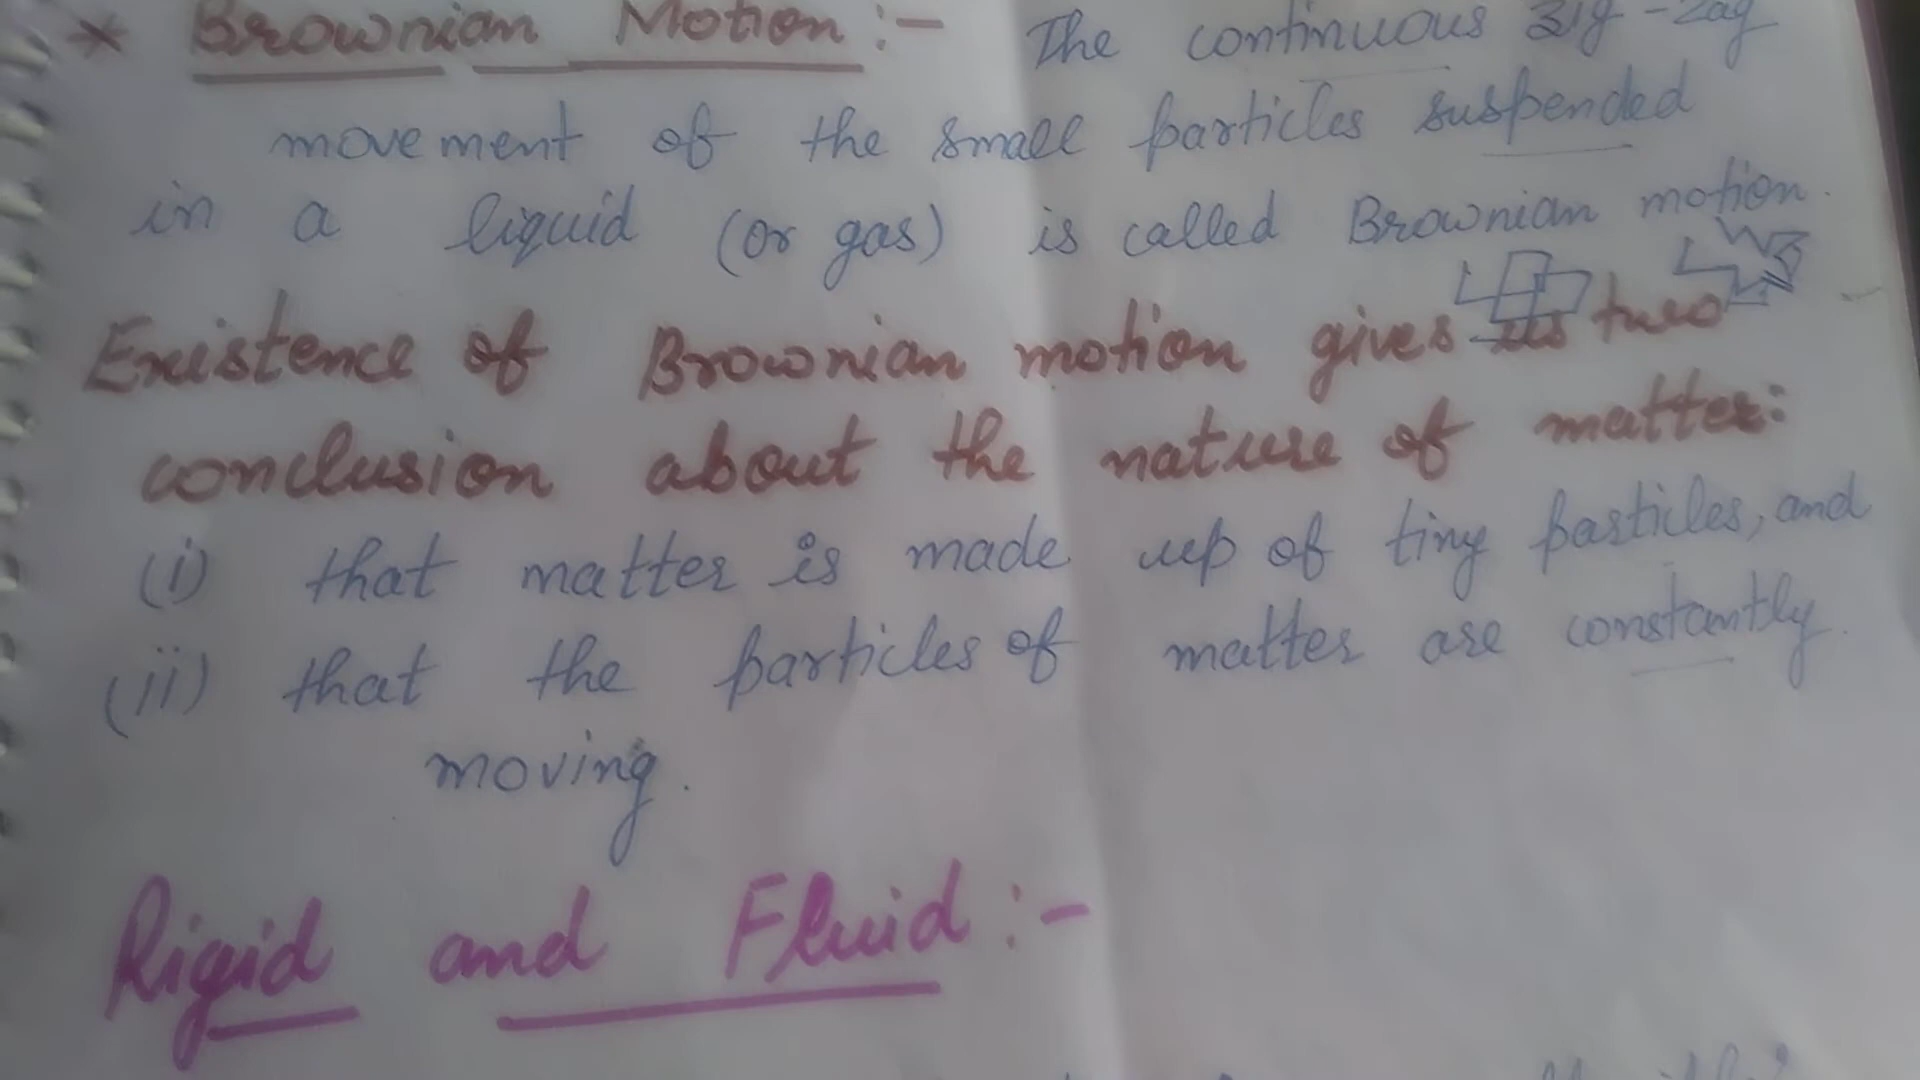 * Brownian Motion :- The continuous zig-zag
movement of the small particles suspended
in a liquid (or gas) is called Brownian motion.
Existence of Brownian motion gives us two
conclusion about the nature of matter:
(i) that matter is made up of tiny particles, and
(ii) that the particles of matter are constantly
moving.
Rigid and Fluid :-